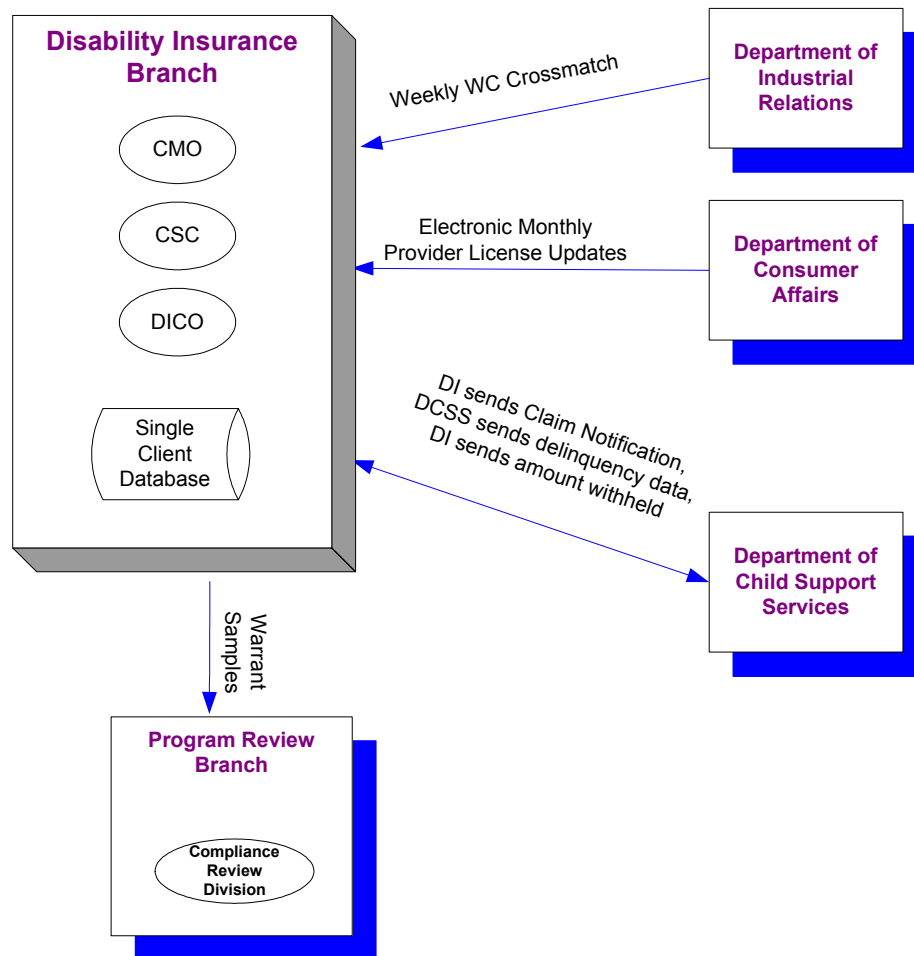 Disability Insurance
Branch
CMO
CSC
DICO
Single
Client
Database
Weekly WC Crossmatch
Department of
Industrial
Relations
Electronic Monthly
Provider License Updates
Department of
Consumer
Affairs
DI sends Claim Notification,
DCSS sends delinquency data,
DI sends amount withheld
Department of
Child Support
Services
Warrant
Samples
Program Review
Branch
Compliance
Review
Division